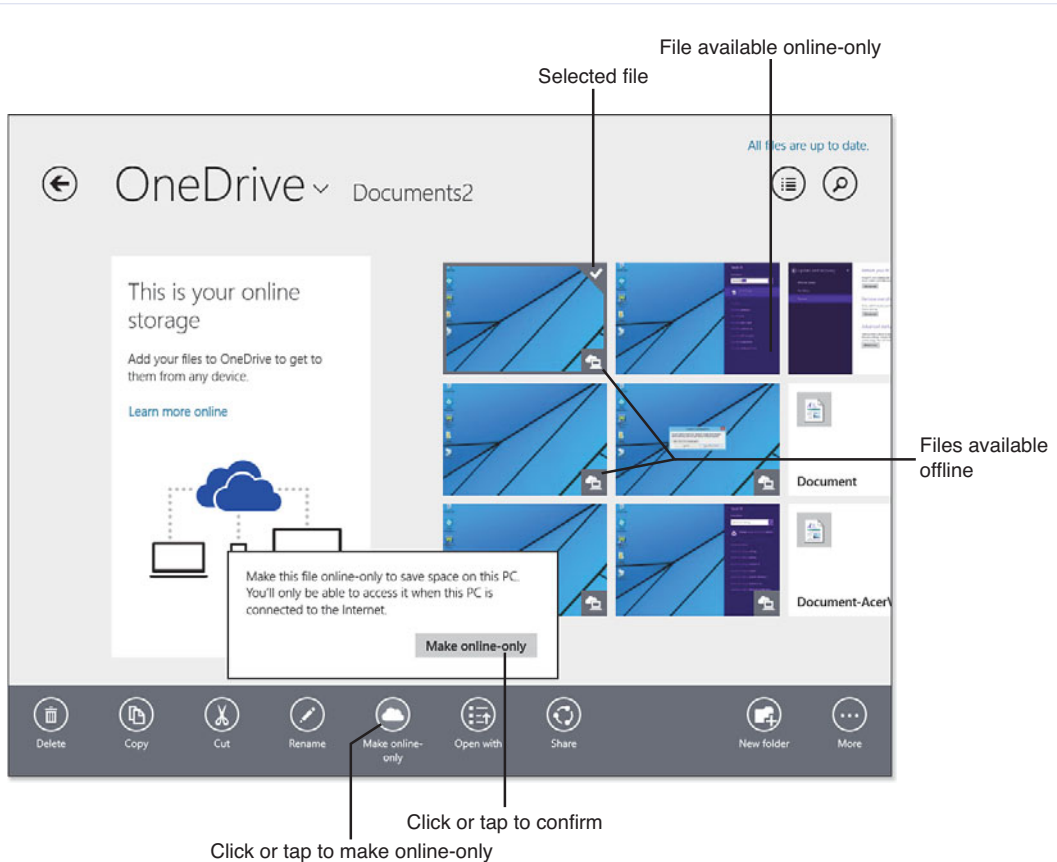 File available online-only
Selected file
All files are up to date.
OneDrive Documents2
This is your online
storage
Add your files to OneDrive to get to
them from any device.
Learn more online
Files available
offline
Document
Document-Acer
Make this file online-only to save space on this PC.
You'll only be able to access it when this PC is
connected to the Internet.
Make online-only
Delete
Copy
Cut
Rename
Make online-
only
Open with
Share
New folder
More
Click or tap to confirm
Click or tap to make online-only